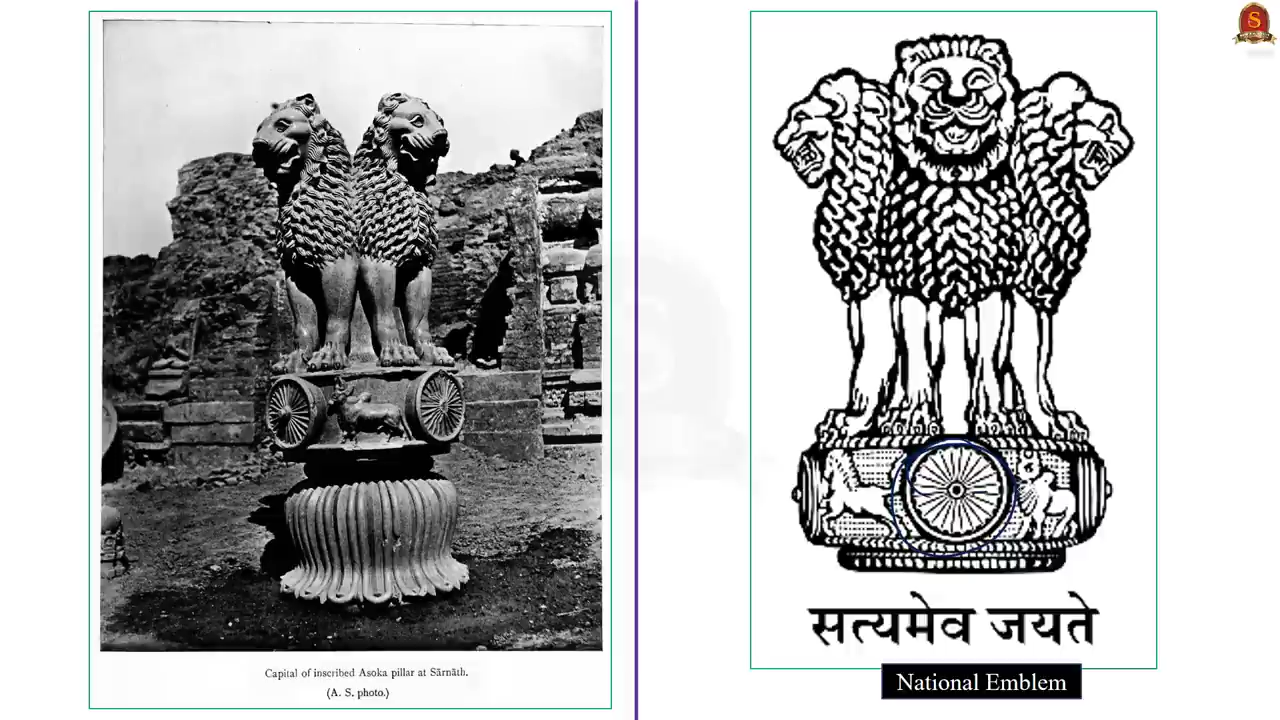 Capital of inscribed Asoka pillar at Sārnāth.
(A. S. photo.)
सत्यमेव जयते
National Emblem
S